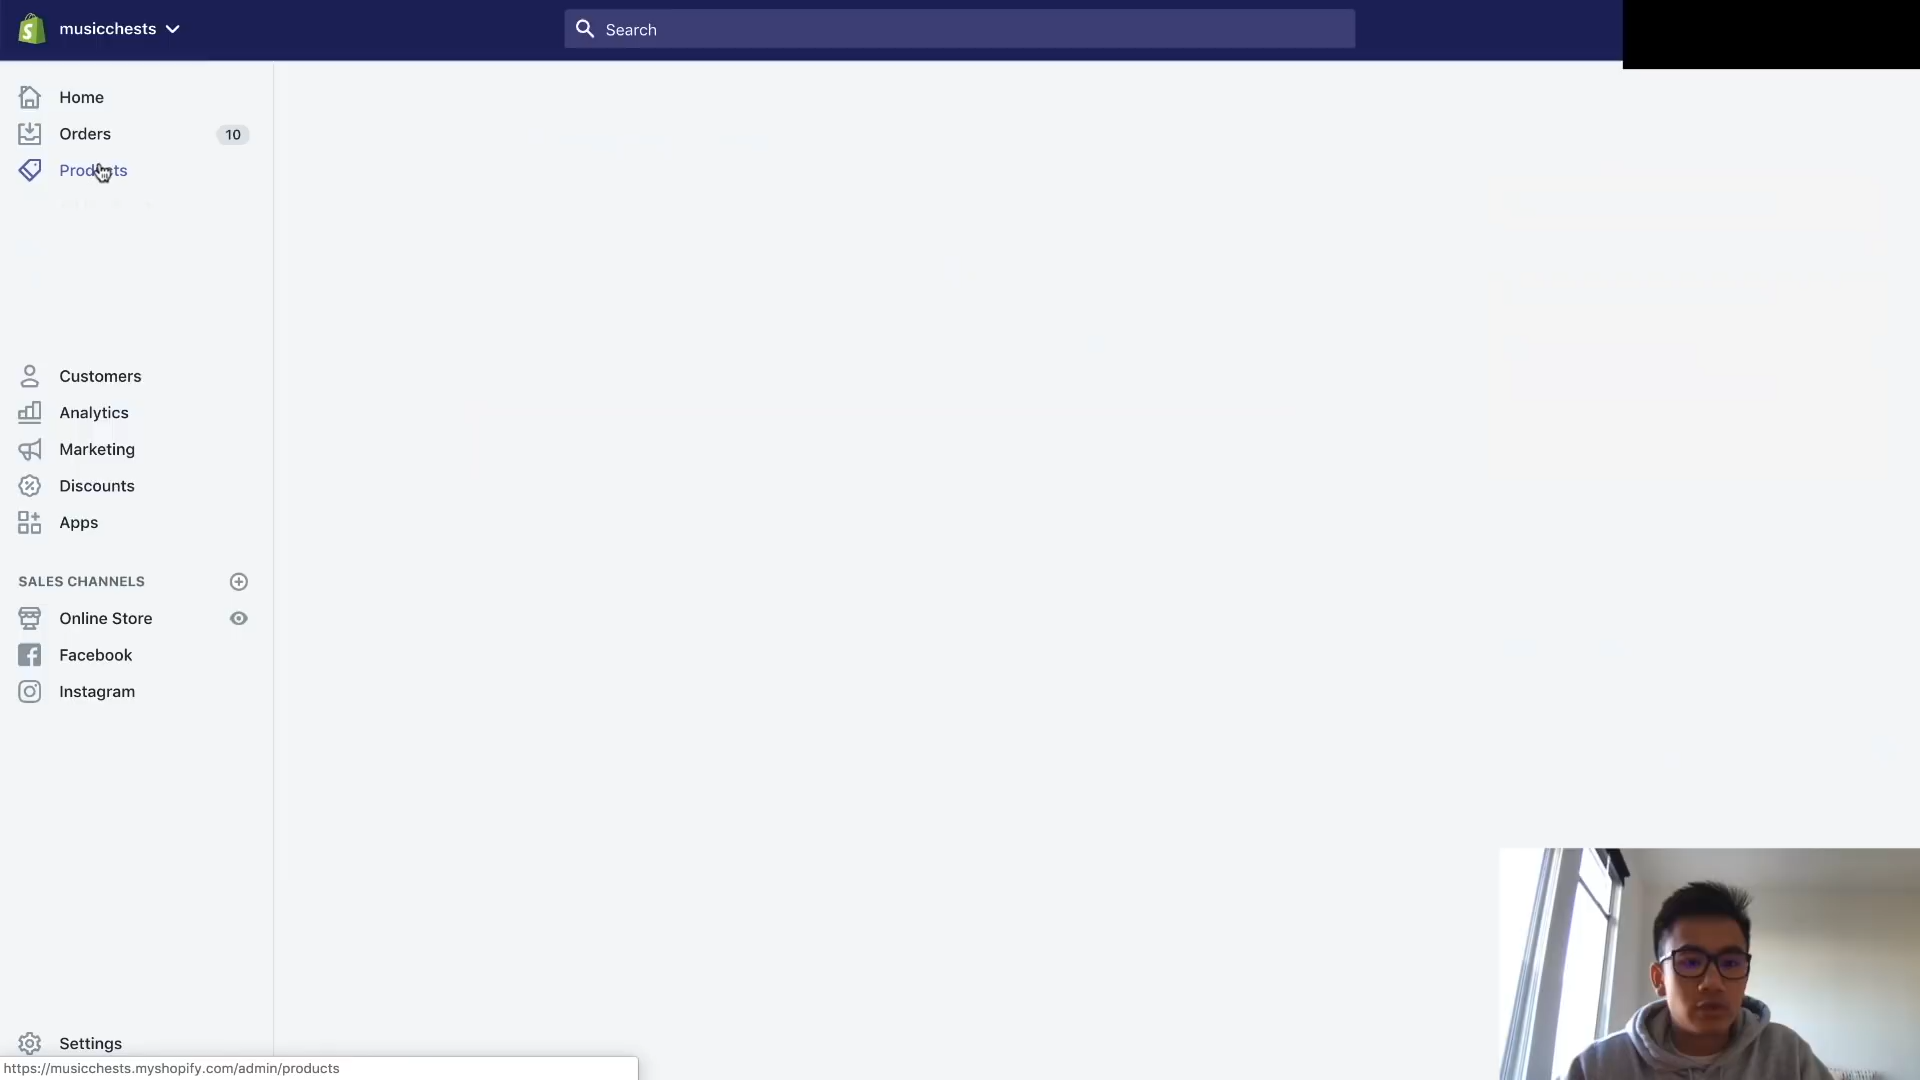 musicchests
Search
Home
Orders 10
Products
Customers
Analytics
Marketing
Discounts
Apps
SALES CHANNELS
Online Store
Facebook
Instagram
Settings
https://musicchests.myshopify.com/admin/products